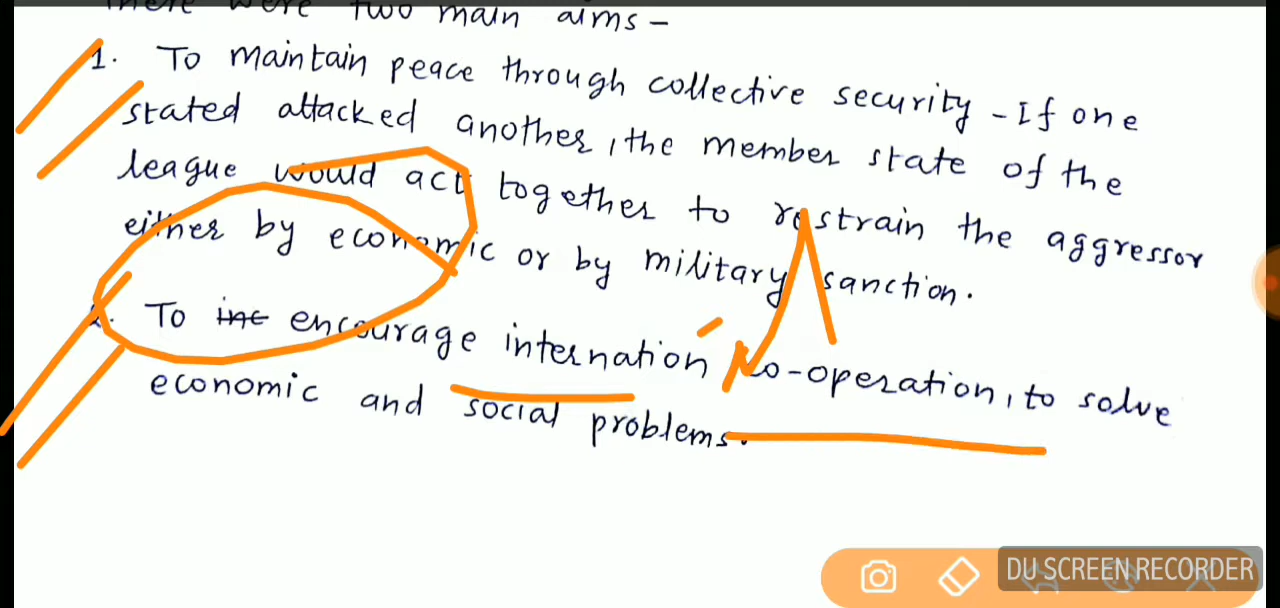 There were two main aims –
1. To maintain peace through collective security – If one
stated attacked another, the member state of the
league would act together to restrain the aggressor
either by economic or by military sanction.
2. To inc encourage internation co-operation, to solve
economic and social problems.
DU SCREEN RECORDER